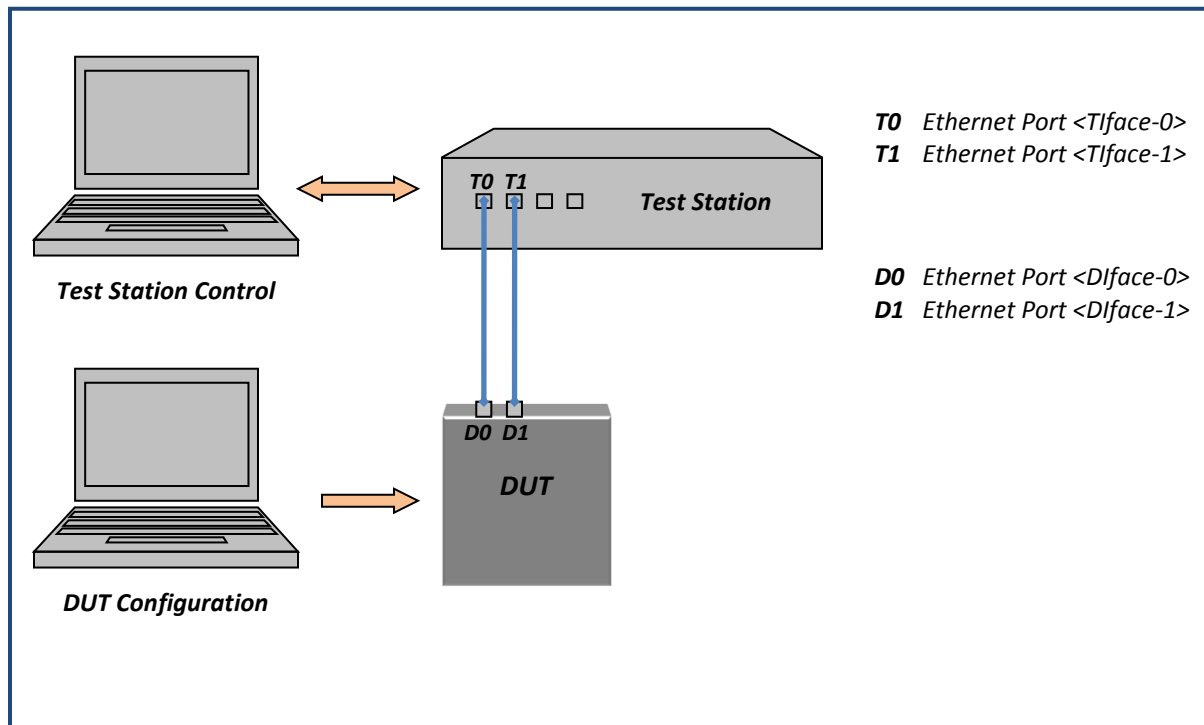 T0 Ethernet Port <TIface-0>
T1 Ethernet Port <TIface-1>
T0 T1
Test Station
Test Station Control
D0 Ethernet Port <DIface-0>
D1 Ethernet Port <DIface-1>
D0 D1
DUT
DUT Configuration